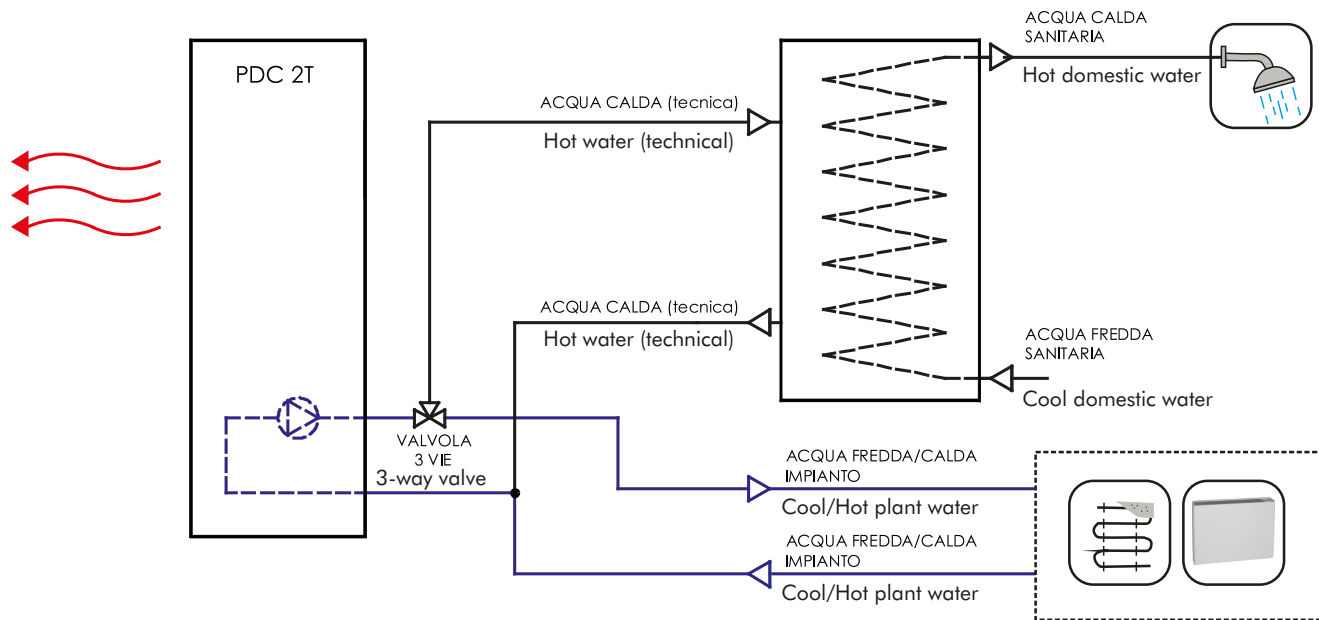 PDC 2T
ACQUA CALDA (tecnica)
Hot water (technical)
ACQUA CALDA
SANITARIA
Hot domestic water
ACQUA CALDA (tecnica)
Hot water (technical)
ACQUA FREDDA
SANITARIA
Cool domestic water
VALVOLA
3 VIE
3-way valve
ACQUA FREDDA/CALDA
IMPIANTO
Cool/Hot plant water
ACQUA FREDDA/CALDA
IMPIANTO
Cool/Hot plant water